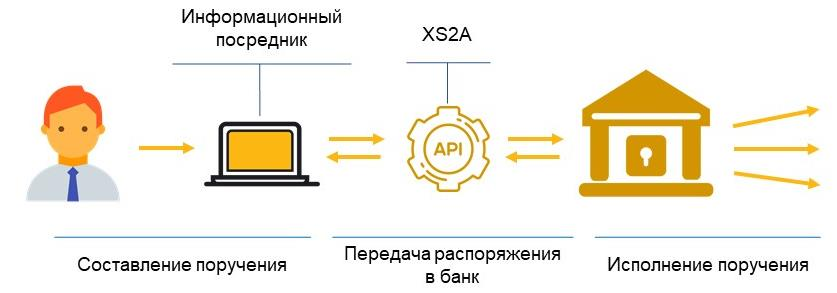 Информационный
посредник
XS2A
API
Составление поручения
Передача распоряжения
в банк
Исполнение поручения